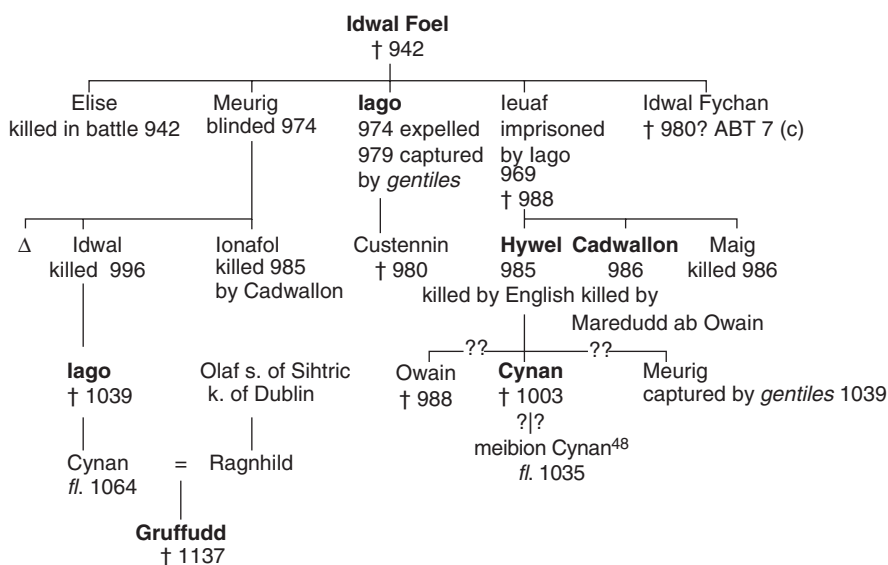 Idwal Foel
† 942
Elise
killed in battle 942
Meurig
blinded 974
Iago
974 expelled
979 captured
by gentiles
Ieuaf
imprisoned
by Iago
969
† 988
Idwal Fychan
† 980? ABT 7 (c)
Δ
Idwal
killed 996
Ionafol
killed 985
by Cadwallon
Custennin
† 980
Hywel
985
killed by English
Cadwallon
986
killed by
Maredudd ab Owain
Maig
killed 986
Iago
† 1039
Olaf s. of Sihtric
k. of Dublin
Owain
† 988
??
Cynan
† 1003
??
Meurig
captured by gentiles 1039
?|?
meibion Cynan48
fl. 1035
Cynan = Ragnhild
fl. 1064
Gruffudd
† 1137